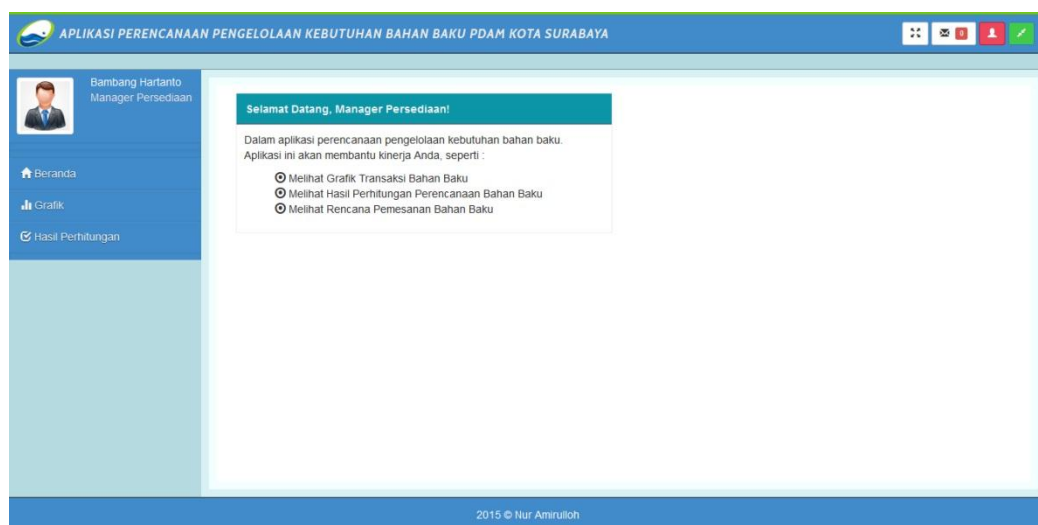 APLIKASI PERENCANAAN PENGELOLAAN KEBUTUHAN BAHAN BAKU PDAM KOTA SURABAYA
0
Bambang Hartanto
Manager Persediaan
Beranda
Grafik
Hasil Perhitungan
Selamat Datang, Manager Persediaan!
Dalam aplikasi perencanaan pengelolaan kebutuhan bahan baku.
Aplikasi ini akan membantu kinerja Anda, seperti :
Melihat Grafik Transaksi Bahan Baku
Melihat Hasil Perhitungan Perencanaan Bahan Baku
Melihat Rencana Pemesanan Bahan Baku
2015 © Nur Amirulloh